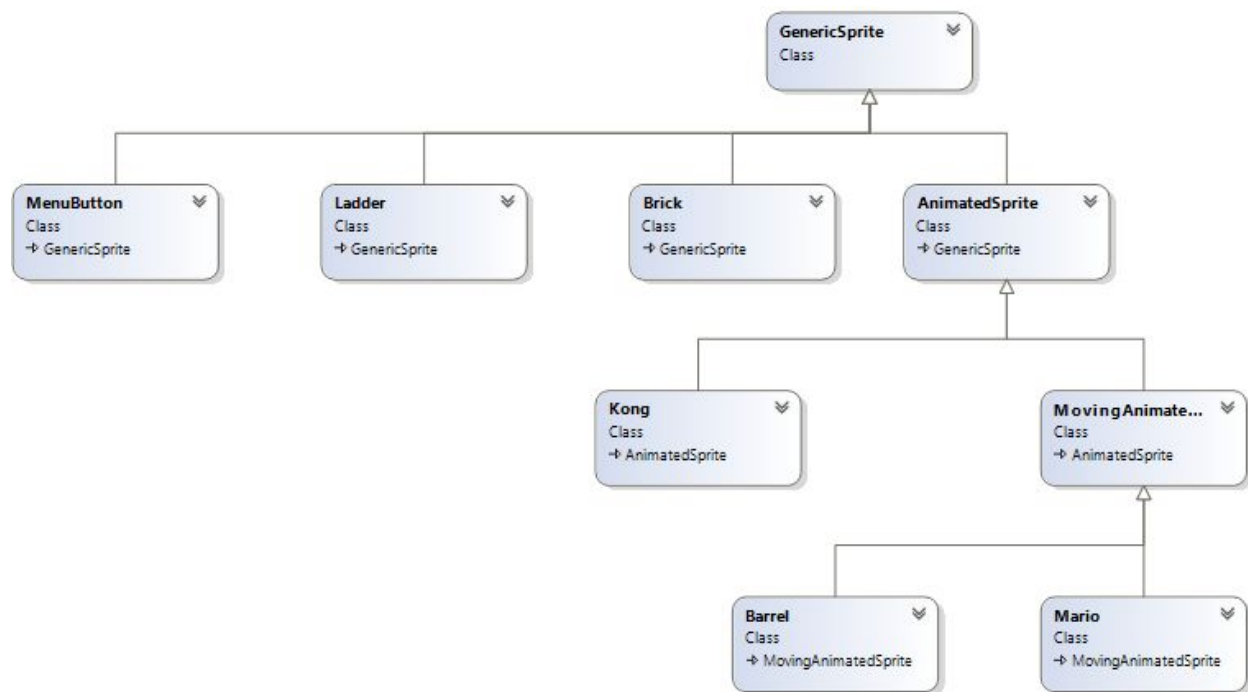 GenericSprite
Class
MenuButton
Class
GenericSprite
Ladder
Class
GenericSprite
Brick
Class
GenericSprite
AnimatedSprite
Class
GenericSprite
Kong
Class
AnimatedSprite
MovingAnimate...
Class
AnimatedSprite
Barrel
Class
MovingAnimatedSprite
Mario
Class
MovingAnimatedSprite